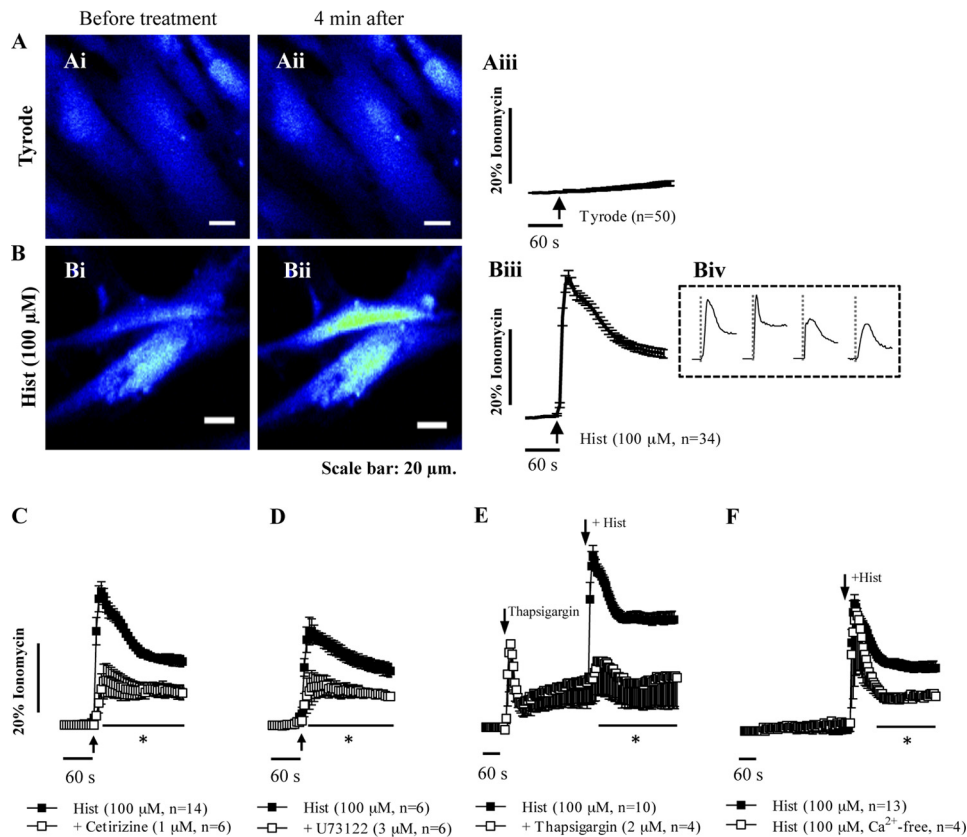 Before treatment
4 min after
A
Tyrode
Ai
Aii
Aiii
20% Ionomycin
60 s
Tyrode (n=50)
B
Hist (100 µM)
Bi
Bii
Biii
20% Ionomycin
60 s
Hist (100 µM, n=34)
Biv
Scale bar: 20 µm.
C
20% Ionomycin
*
60 s
Hist (100 µM, n=14)
+ Cetirizine (1 µM, n=6)
D
*
60 s
Hist (100 µM, n=6)
+ U73122 (3 µM, n=6)
E
+ Hist
Thapsigargin
*
60 s
Hist (100 µM, n=10)
+ Thapsigargin (2 µM, n=4)
F
+Hist
*
60 s
Hist (100 µM, n=13)
Hist (100 µM, Ca²⁺-free, n=4)